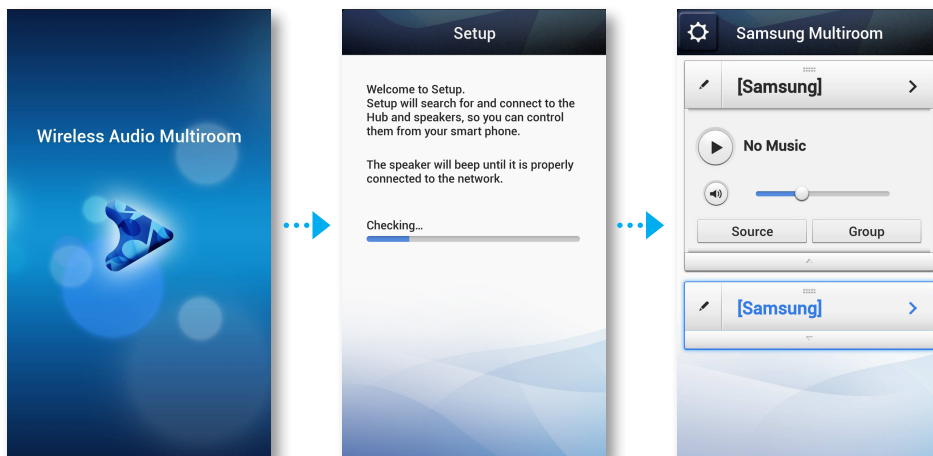 Wireless Audio Multiroom
Setup
Welcome to Setup.
Setup will search for and connect to the
Hub and speakers, so you can control
them from your smart phone.
The speaker will beep until it is properly
connected to the network.
Checking...
Samsung Multiroom
[Samsung]
No Music
Source Group
[Samsung]